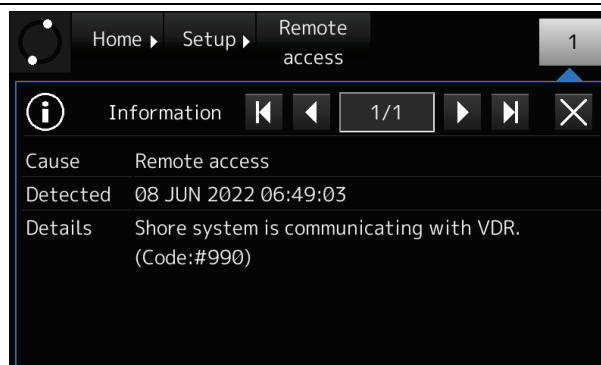 Home Setup Remote access 1
Information 1/1
Cause Remote access
Detected 08 JUN 2022 06:49:03
Details Shore system is communicating with VDR.
(Code:#990)